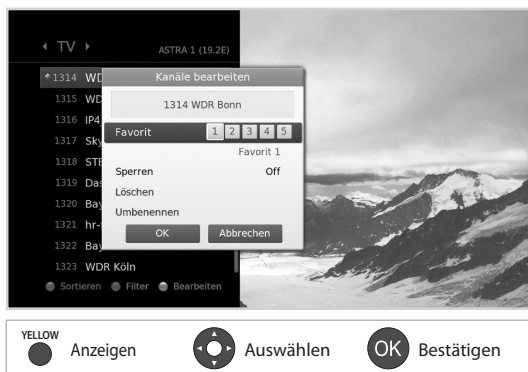 TV
ASTRA 1 (19.2E)
1314 WD
1315 WD
1316 IP4
1317 Sky
1318 STE
1319 Das
1320 Bay
1321 hr-
1322 Bay
1323 WDR Köln
Sortieren Filter Bearbeiten
Kanäle bearbeiten
1314 WDR Bonn
Favorit 1 2 3 4 5
Favorit 1
Sperren Off
Löschen
Umbenennen
OK Abbrechen
YELLOW Anzeigen
Auswählen
OK Bestätigen